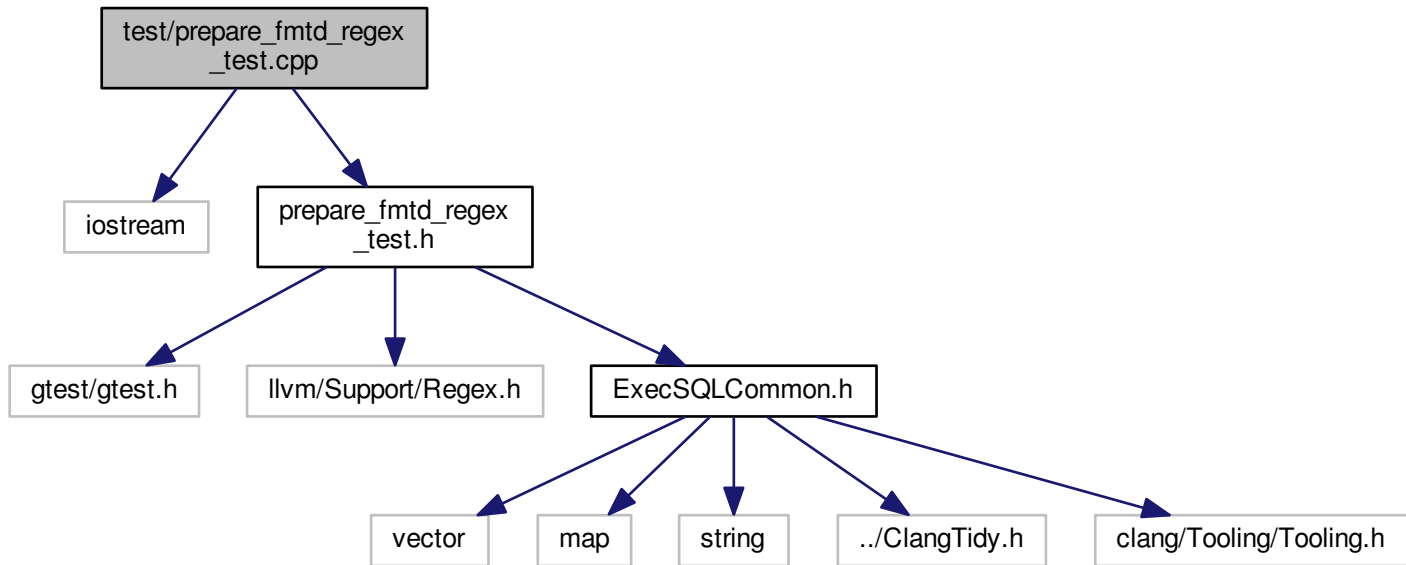 test/prepare_fmtd_regex
_test.cpp
iostream
prepare_fmtd_regex
_test.h
gtest/gtest.h
llvm/Support/Regex.h
ExecSQLCommon.h
vector
map
string
../ClangTidy.h
clang/Tooling/Tooling.h